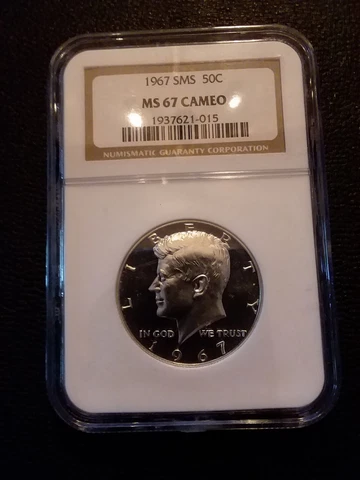 1967 SMS 50C
MS 67 CAMEO
1937621-015
NUMISMATIC GUARANTY CORPORATION
LIBERTY
IN GOD WE TRUST
1967